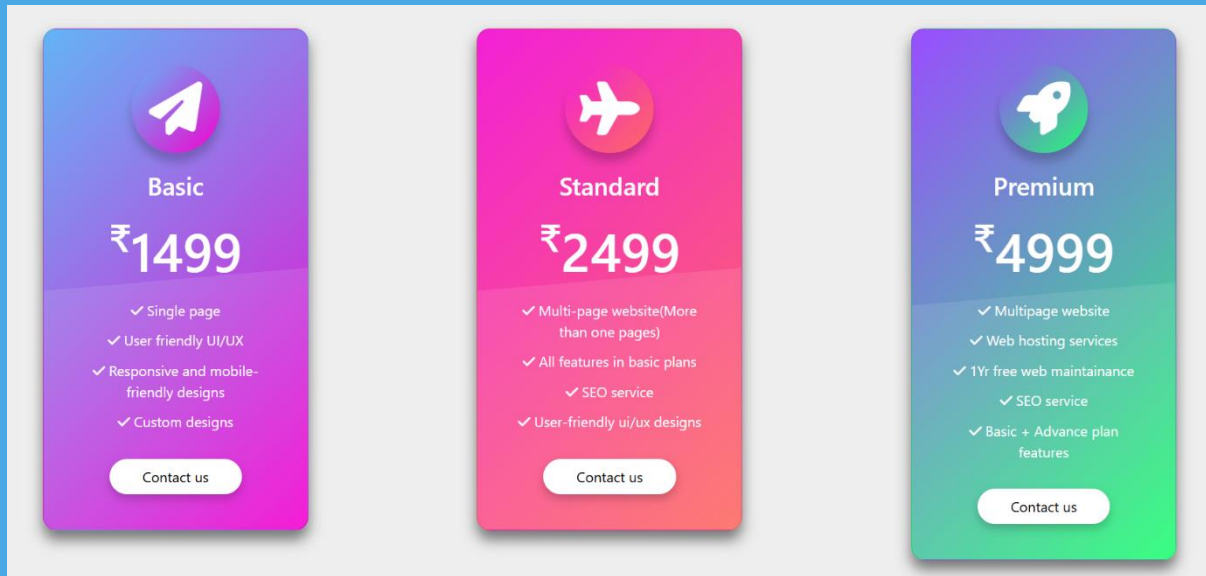 Basic
₹1499
✓ Single page
✓ User friendly UI/UX
✓ Responsive and mobile-
friendly designs
✓ Custom designs
Contact us
Standard
₹2499
✓ Multi-page website(More
than one pages)
✓ All features in basic plans
✓ SEO service
✓ User-friendly ui/ux designs
Contact us
Premium
₹4999
✓ Multipage website
✓ Web hosting services
✓ 1Yr free web maintainance
✓ SEO service
✓ Basic + Advance plan
features
Contact us